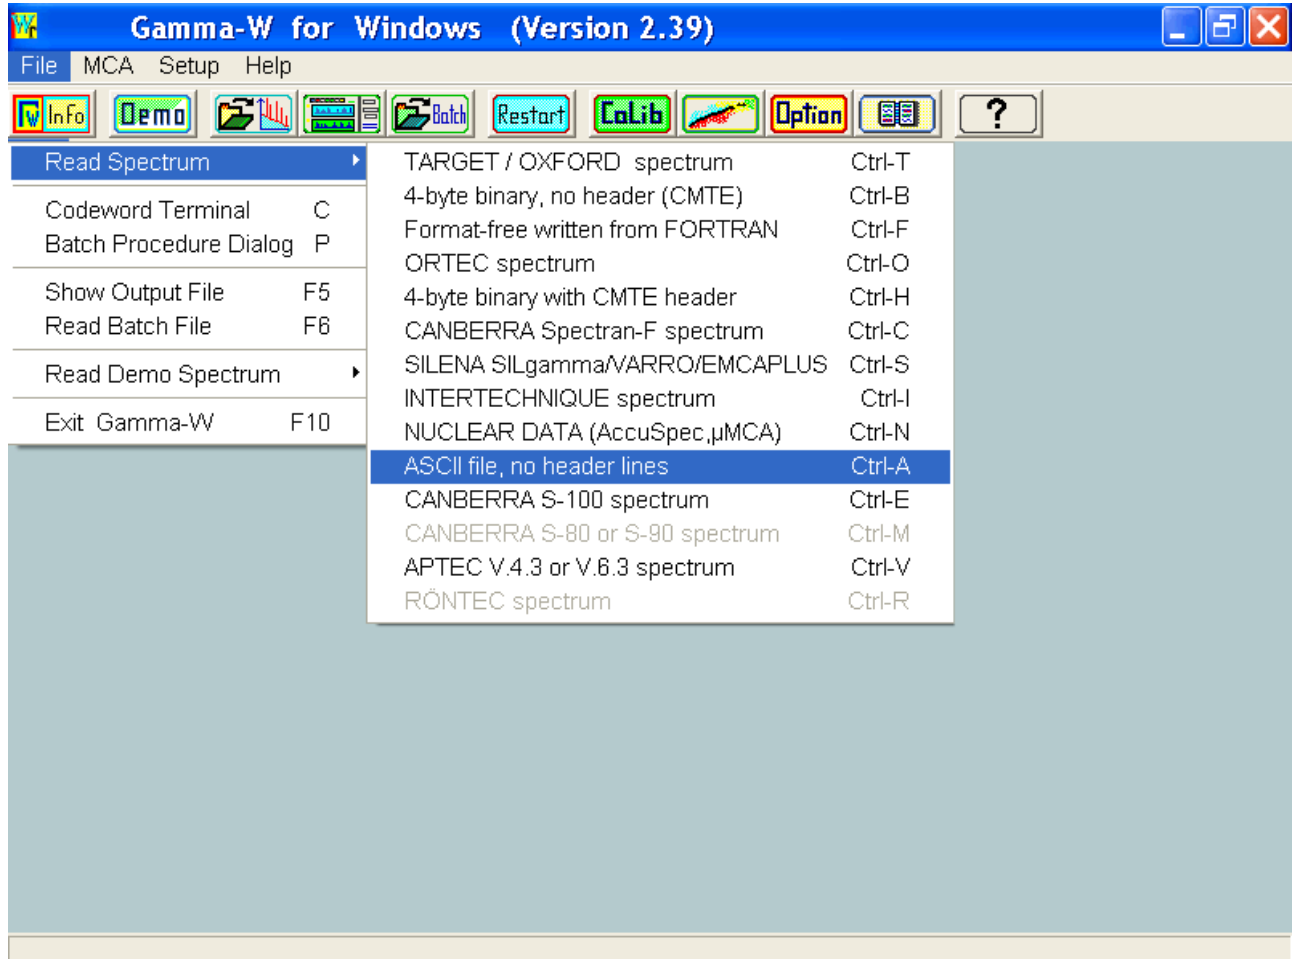 Gamma-W for Windows (Version 2.39)
File MCA Setup Help
Info Demo Batch Restart CaLib Option ?
Read Spectrum
Codeword Terminal C
Batch Procedure Dialog P
Show Output File F5
Read Batch File F6
Read Demo Spectrum
Exit Gamma-W F10
TARGET / OXFORD spectrum Ctrl-T
4-byte binary, no header (CMTE) Ctrl-B
Format-free written from FORTRAN Ctrl-F
ORTEC spectrum Ctrl-O
4-byte binary with CMTE header Ctrl-H
CANBERRA Spectran-F spectrum Ctrl-C
SILENA SILgamma/VARRO/EMCAPLUS Ctrl-S
INTERTECHNIQUE spectrum Ctrl-I
NUCLEAR DATA (AccuSpec,µMCA) Ctrl-N
ASCII file, no header lines Ctrl-A
CANBERRA S-100 spectrum Ctrl-E
CANBERRA S-80 or S-90 spectrum Ctrl-M
APTEC V.4.3 or V.6.3 spectrum Ctrl-V
RÖNTEC spectrum Ctrl-R